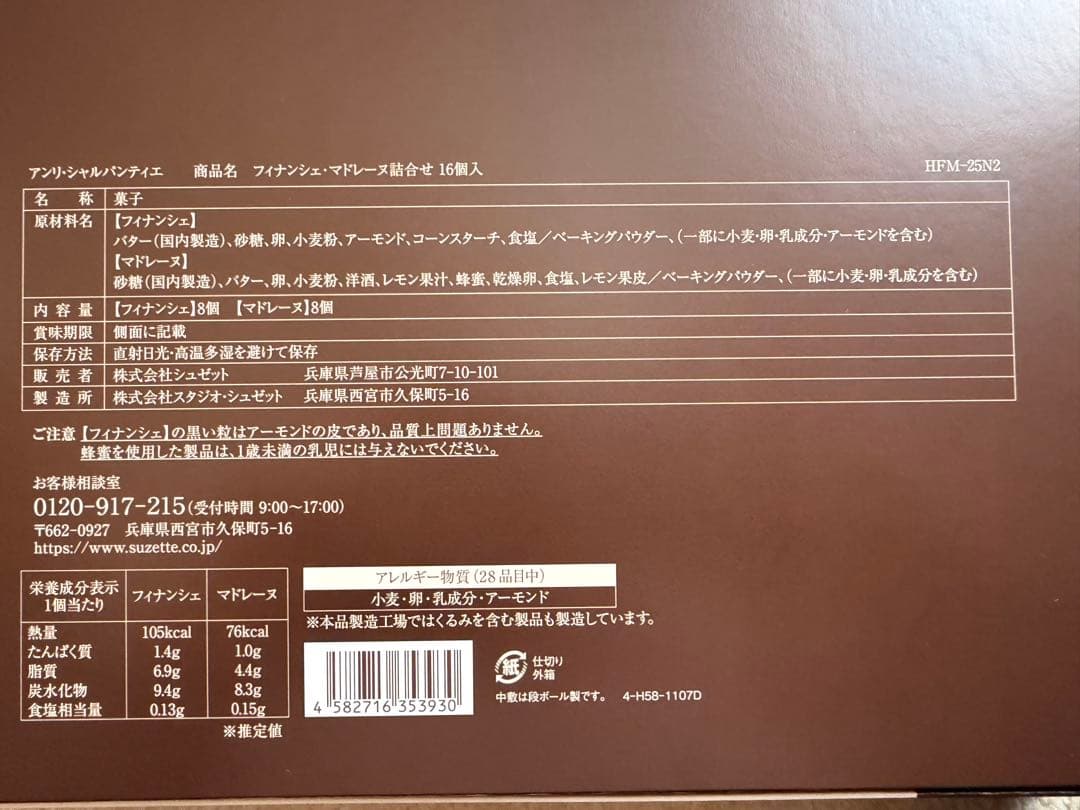 アンリ・シャルパンティエ 商品名 フィナンシェ・マドレーヌ詰合せ 16個入 HFM-25N2
名称 菓子
原材料名 【フィナンシェ】
バター（国内製造）、砂糖、卵、小麦粉、アーモンド、コーンスターチ、食塩／ベーキングパウダー、（一部に小麦・卵・乳成分・アーモンドを含む）
【マドレーヌ】
砂糖（国内製造）、バター、卵、小麦粉、洋酒、レモン果汁、蜂蜜、乾燥卵、食塩、レモン果皮／ベーキングパウダー、（一部に小麦・卵・乳成分を含む）
内容量 【フィナンシェ】8個 【マドレーヌ】8個
賞味期限 側面に記載
保存方法 直射日光・高温多湿を避けて保存
販売者 株式会社シュゼット 兵庫県芦屋市公光町7-10-101
製造所 株式会社スタジオ・シュゼット 兵庫県西宮市久保町5-16
ご注意 【フィナンシェ】の黒い粒はアーモンドの皮であり、品質上問題ありません。
蜂蜜を使用した製品は、1歳未満の乳児には与えないでください。
お客様相談室
0120-917-215（受付時間 9:00〜17:00）
〒662-0927 兵庫県西宮市久保町5-16
https://www.suzette.co.jp/
栄養成分表示 1個当たり フィナンシェ マドレーヌ
熱量 105kcal 76kcal
たんぱく質 1.4g 1.0g
脂質 6.9g 4.4g
炭水化物 9.4g 8.3g
食塩相当量 0.13g 0.15g
※推定値
アレルギー物質（28品目中）
小麦・卵・乳成分・アーモンド
※本品製造工場ではくるみを含む製品も製造しています。
4 582716 353930
紙 仕切り
外箱
中敷は段ボール製です。 4-H58-1107D